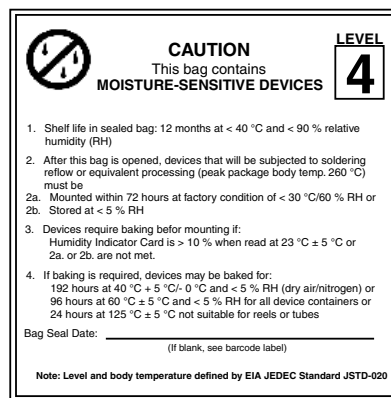 CAUTION
This bag contains
MOISTURE-SENSITIVE DEVICES
LEVEL
4
1. Shelf life in sealed bag: 12 months at < 40 °C and < 90 % relative
humidity (RH)
2. After this bag is opened, devices that will be subjected to soldering
reflow or equivalent processing (peak package body temp. 260 °C)
must be
2a. Mounted within 72 hours at factory condition of < 30 °C/60 % RH or
2b. Stored at < 5 % RH
3. Devices require baking befor mounting if:
Humidity Indicator Card is > 10 % when read at 23 °C ± 5 °C or
2a. or 2b. are not met.
4. If baking is required, devices may be baked for:
192 hours at 40 °C + 5 °C/- 0 °C and < 5 % RH (dry air/nitrogen) or
96 hours at 60 °C ± 5 °C and < 5 % RH for all device containers or
24 hours at 125 °C ± 5 °C not suitable for reels or tubes
Bag Seal Date:
(If blank, see barcode label)
Note: Level and body temperature defined by EIA JEDEC Standard JSTD-020